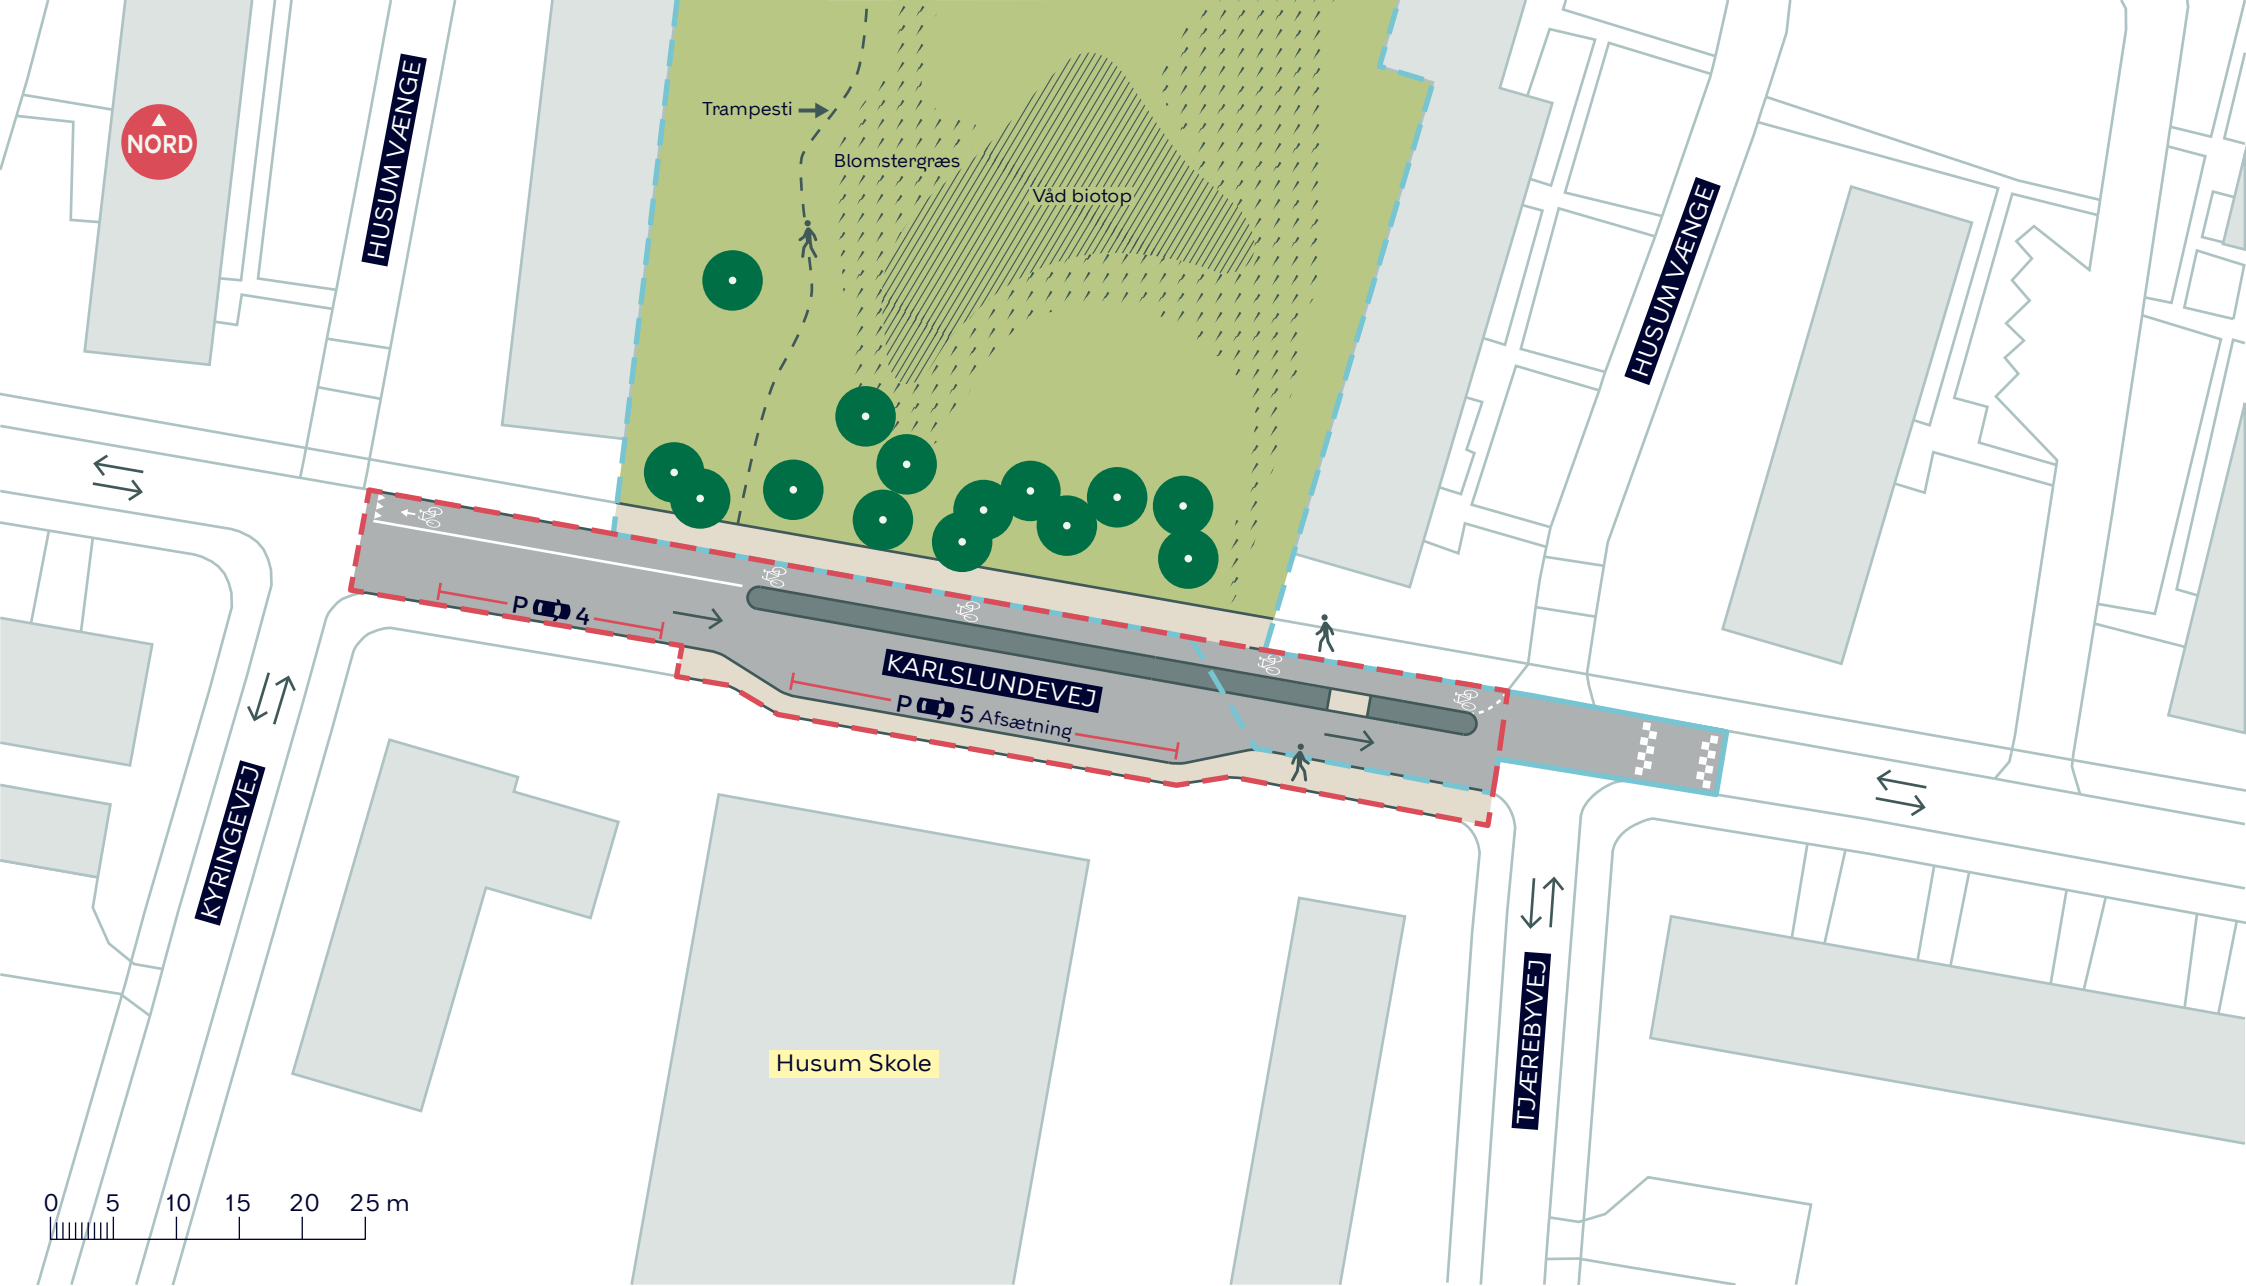 NORD
HUSUM VÆNGE
Trampesti
Blomstergræs
Våd biotop
HUSUM VÆNGE
P 4
KARLSLUNDEVEJ
P 5 Afsætning
KYRINGEVEJ
TJÆREBYVEJ
Husum Skole
0 5 10 15 20 25 m